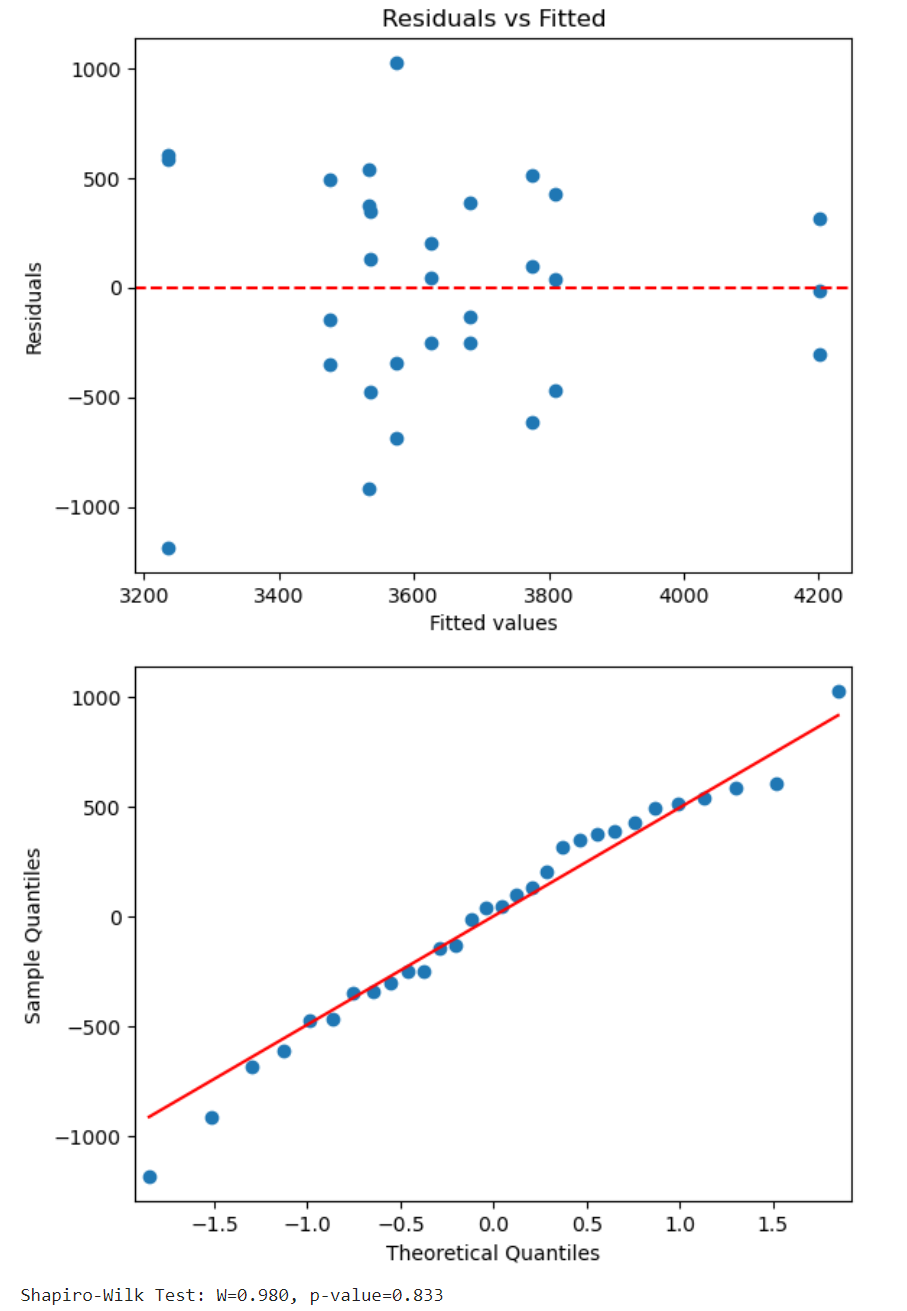 Residuals vs Fitted
1000
500
0
−500
−1000
Residuals
3200 3400 3600 3800 4000 4200
Fitted values
1000
500
0
−500
−1000
Sample Quantiles
−1.5 −1.0 −0.5 0.0 0.5 1.0 1.5
Theoretical Quantiles
Shapiro-Wilk Test: W=0.980, p-value=0.833